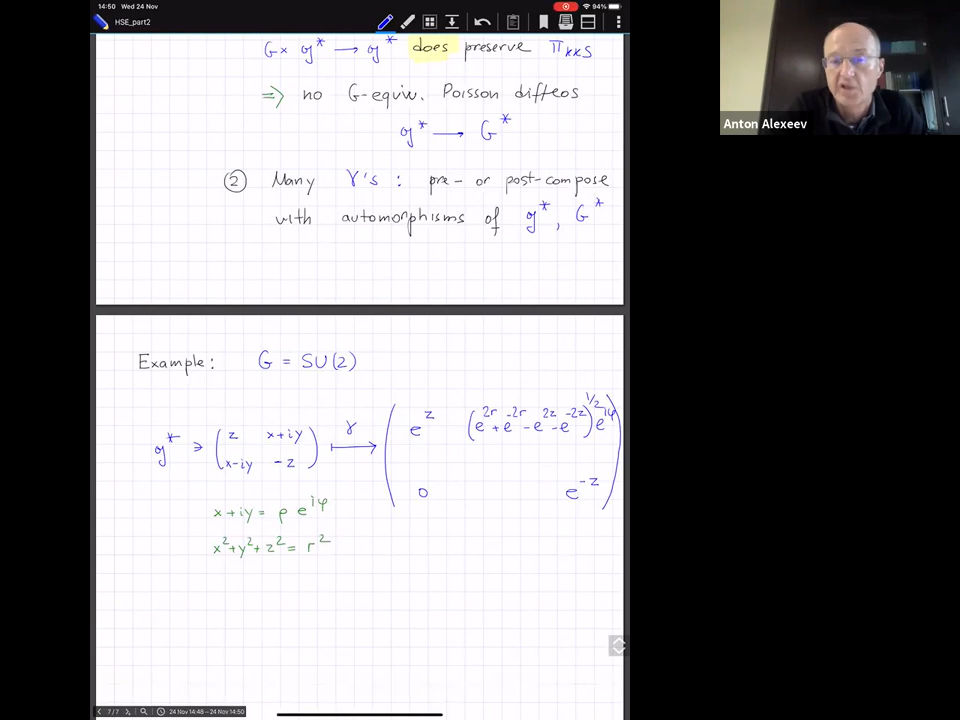 14:50 Wed 24 Nov
94%
HSE_part2
G × 𝔤* → 𝔤* does preserve π_KKS
⇒ no G-equiv. Poisson diffeos
𝔤* → G*
② Many γ's : pre- or post-compose
with automorphisms of 𝔤*, G*
Example: G = SU(2)
𝔤* ∋ ( z x+iy ; x-iy -z ) ⟼^γ ( e^z (e^{2r} + e^{-2r} - e^{2z} - e^{-2z})^{1/2} e^{iφ} ; 0 e^{-z} )
x+iy = ρ e^{iφ}
x²+y²+z² = r²
7/7 24 Nov 14:48–24 Nov 14:50
Anton Alexeev